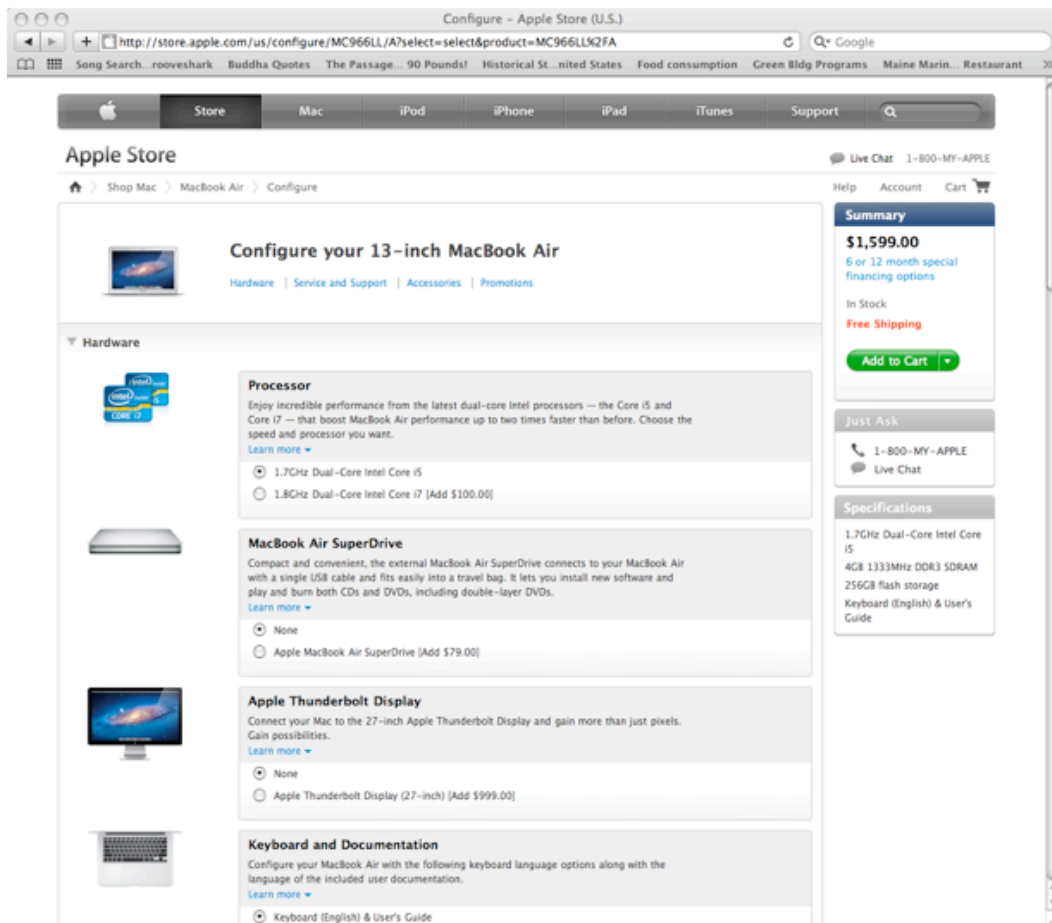 Configure – Apple Store (U.S.)
http://store.apple.com/us/configure/MC966LL/A?select=select&product=MC966LL%2FA
Google
Song Search...rooveshark Buddha Quotes The Passage... 90 Pounds! Historical St...nited States Food consumption Green Bldg Programs Maine Marin... Restaurant
Store Mac iPod iPhone iPad iTunes Support
Apple Store
Live Chat 1-800-MY-APPLE
Shop Mac MacBook Air Configure
Help Account Cart
Configure your 13-inch MacBook Air
Hardware | Service and Support | Accessories | Promotions
Summary
$1,599.00
6 or 12 month special
financing options
In Stock
Free Shipping
Add to Cart
Just Ask
1-800-MY-APPLE
Live Chat
Specifications
1.7GHz Dual-Core Intel Core
i5
4GB 1333MHz DDR3 SDRAM
256GB flash storage
Keyboard (English) & User's
Guide
Hardware
intel
CORE i7
intel
i5
Processor
Enjoy incredible performance from the latest dual-core Intel processors — the Core i5 and
Core i7 — that boost MacBook Air performance up to two times faster than before. Choose the
speed and processor you want.
Learn more
1.7GHz Dual-Core Intel Core i5
1.8GHz Dual-Core Intel Core i7 [Add $100.00]
MacBook Air SuperDrive
Compact and convenient, the external MacBook Air SuperDrive connects to your MacBook Air
with a single USB cable and fits easily into a travel bag. It lets you install new software and
play and burn both CDs and DVDs, including double-layer DVDs.
Learn more
None
Apple MacBook Air SuperDrive [Add $79.00]
Apple Thunderbolt Display
Connect your Mac to the 27-inch Apple Thunderbolt Display and gain more than just pixels.
Gain possibilities.
Learn more
None
Apple Thunderbolt Display (27-inch) [Add $999.00]
Keyboard and Documentation
Configure your MacBook Air with the following keyboard language options along with the
language of the included user documentation.
Learn more
Keyboard (English) & User's Guide